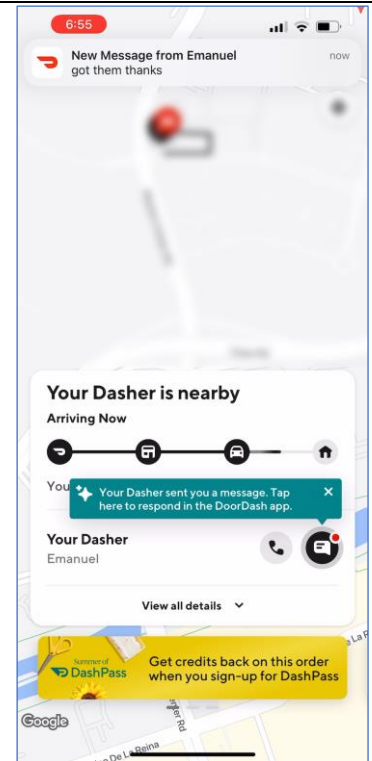 6:55
New Message from Emanuel
now
got them thanks
Your Dasher is nearby
Arriving Now
You
Your Dasher sent you a message. Tap
here to respond in the DoorDash app.
Your Dasher
Emanuel
View all details
Summer of
DashPass
Get credits back on this order
when you sign-up for DashPass
Google
Rd
De La Reina